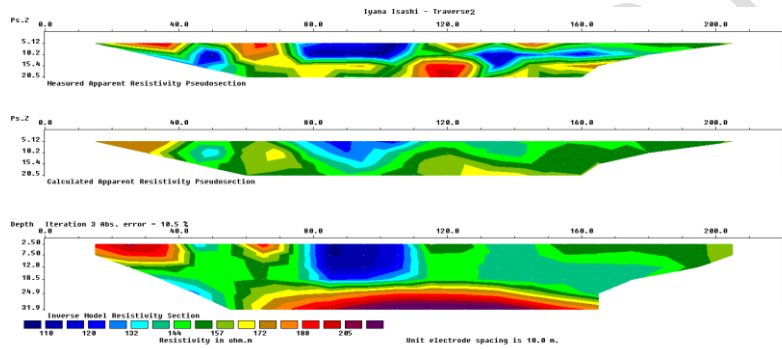 Iyama Isashi - Traverse2
Ps.Z 0.0 40.0 80.0 120.0 160.0 200.0
5.12
10.2
15.4
20.5
Measured Apparent Resistivity Pseudosection
Ps.Z 0.0 40.0 80.0 120.0 160.0 200.0
5.12
10.2
15.4
20.5
Calculated Apparent Resistivity Pseudosection
Depth Iteration 3 Abs. error = 10.5 %
0.0 40.0 80.0 120.0 160.0 200.0
2.50
7.50
12.8
18.5
24.9
31.9
Inverse Model Resistivity Section
110 120 132 144 157 172 188 205
Resistivity in ohm.m Unit electrode spacing is 10.0 m.